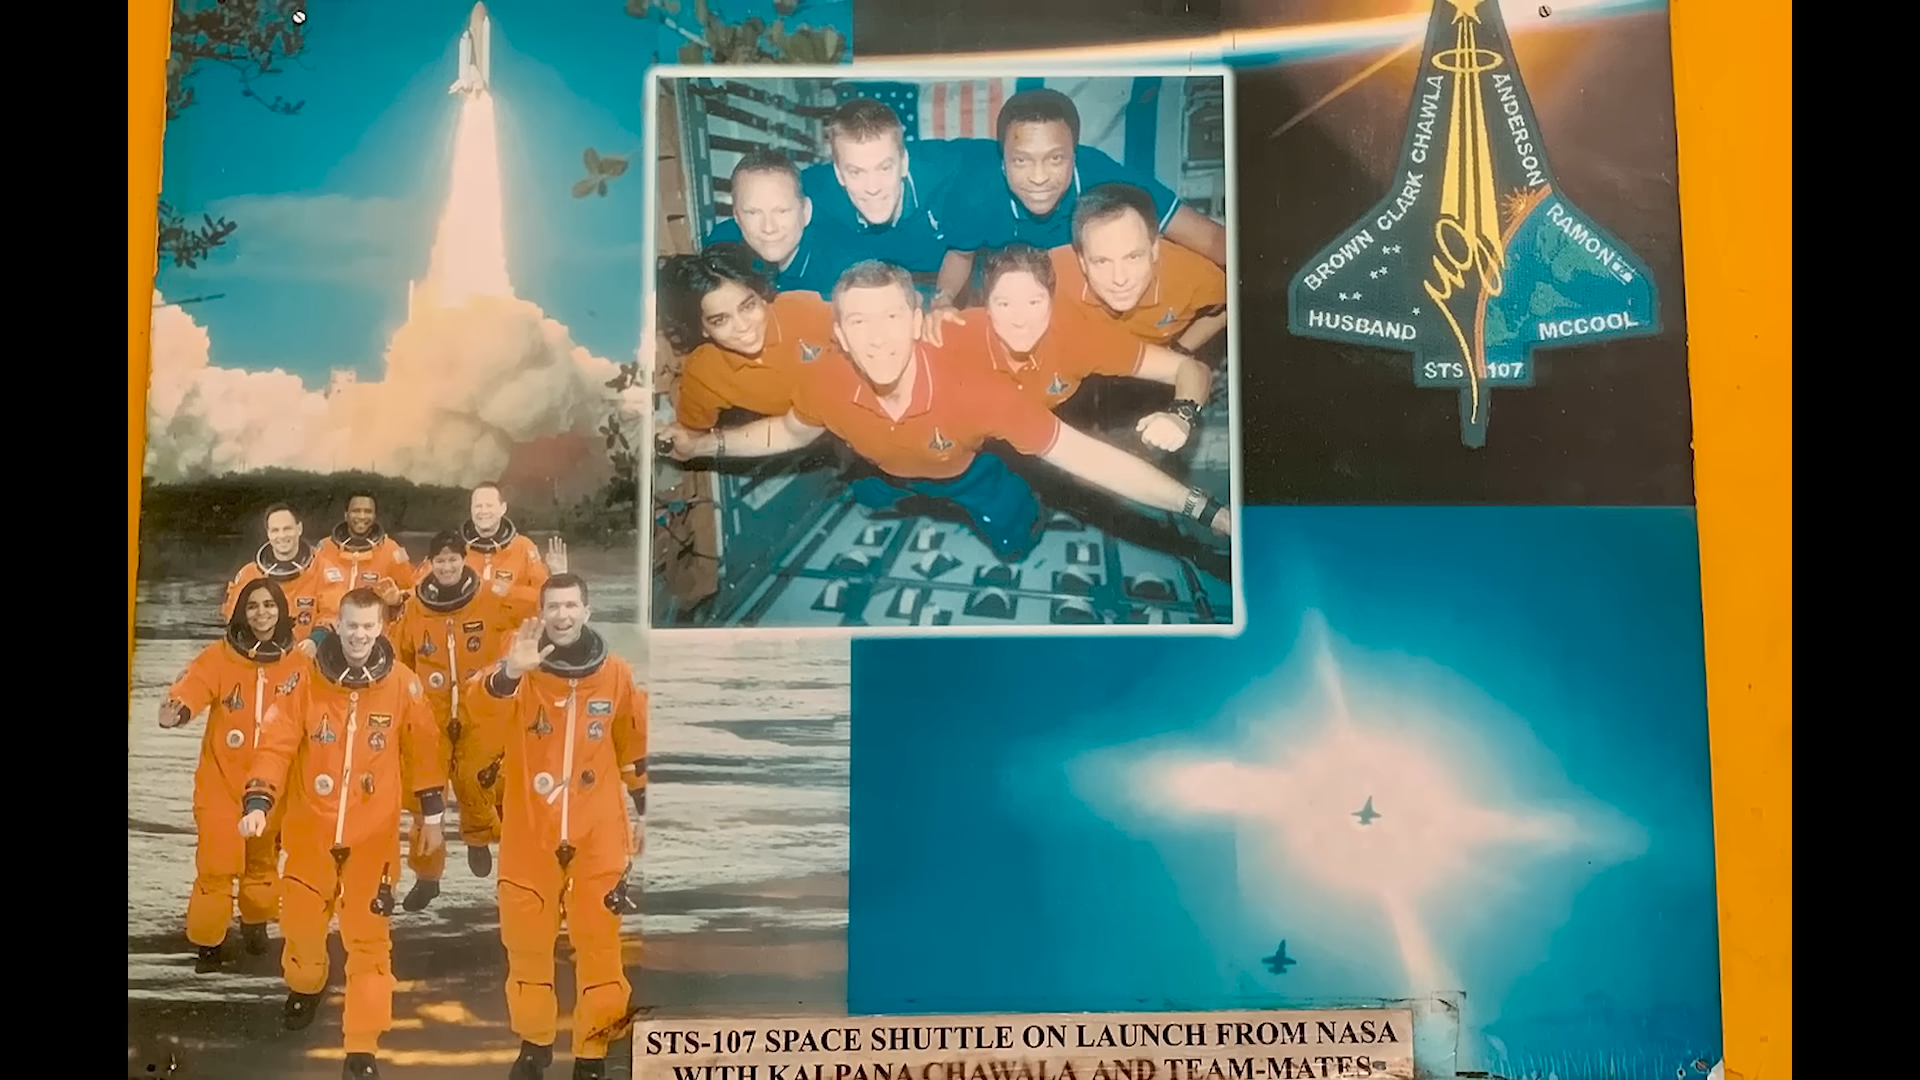 BROWN CLARK CHAWLA
ANDERSON
RAMON
HUSBAND
MCCOOL
STS 107
STS-107 SPACE SHUTTLE ON LAUNCH FROM NASA
WITH KALPANA CHAWALA AND TEAM-MATES